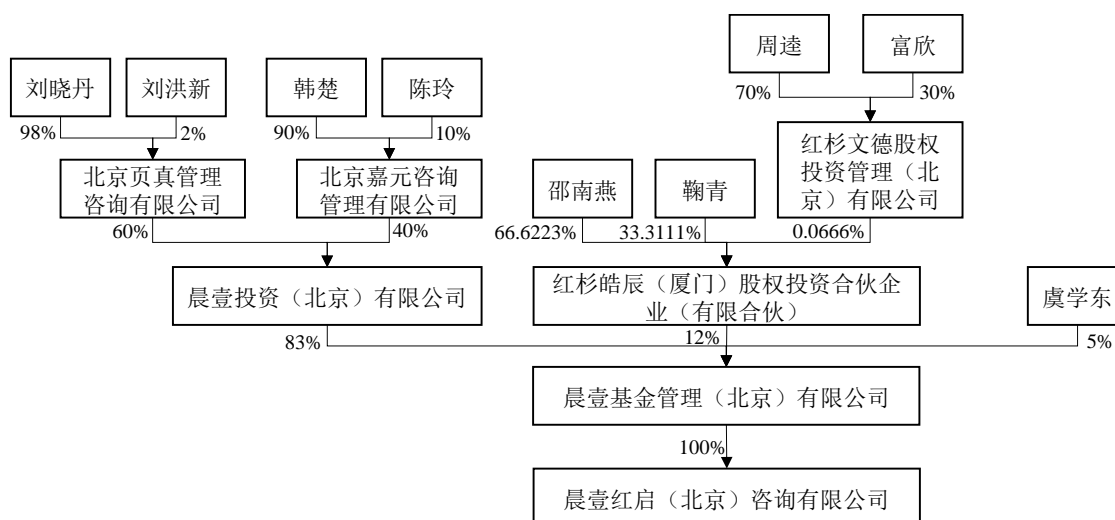 周逵
富欣
刘晓丹
刘洪新
韩楚
陈玲
70%
30%
98%
2%
90%
10%
北京页真管理
咨询有限公司
北京嘉元咨询
管理有限公司
邵南燕
鞠青
红杉文德股权
投资管理（北
京）有限公司
60%
40%
66.6223%
33.3111%
0.0666%
晨壹投资（北京）有限公司
红杉皓辰（厦门）股权投资合伙企
业（有限合伙）
虞学东
83%
12%
5%
晨壹基金管理（北京）有限公司
100%
晨壹红启（北京）咨询有限公司